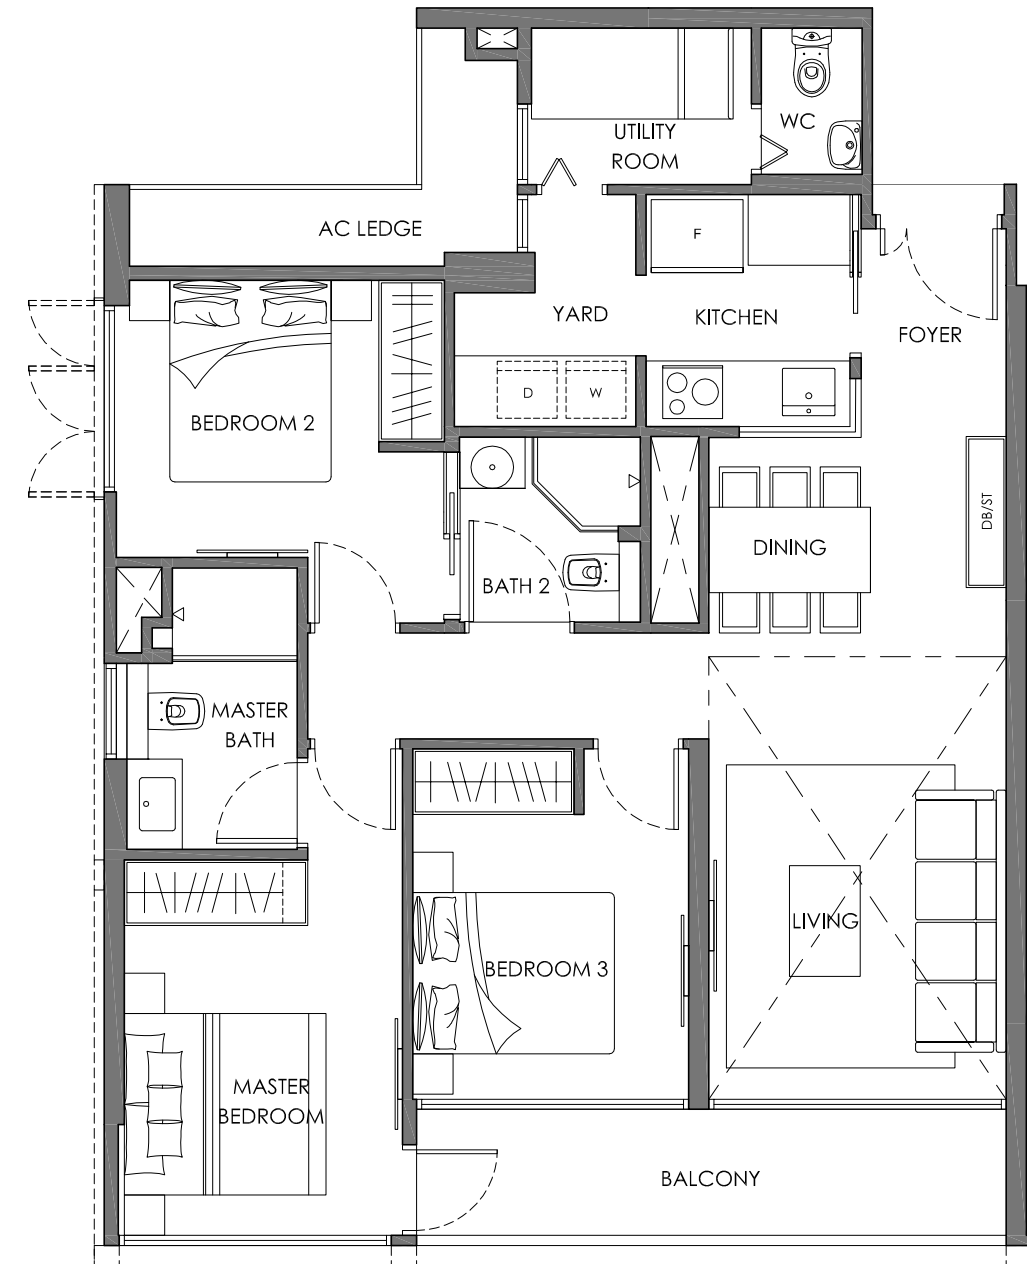 WC
UTILITY
ROOM
AC LEDGE
F
YARD
KITCHEN
FOYER
D
W
BEDROOM 2
DB/ST
DINING
BATH 2
MASTER
BATH
LIVING
BEDROOM 3
MASTER
BEDROOM
BALCONY